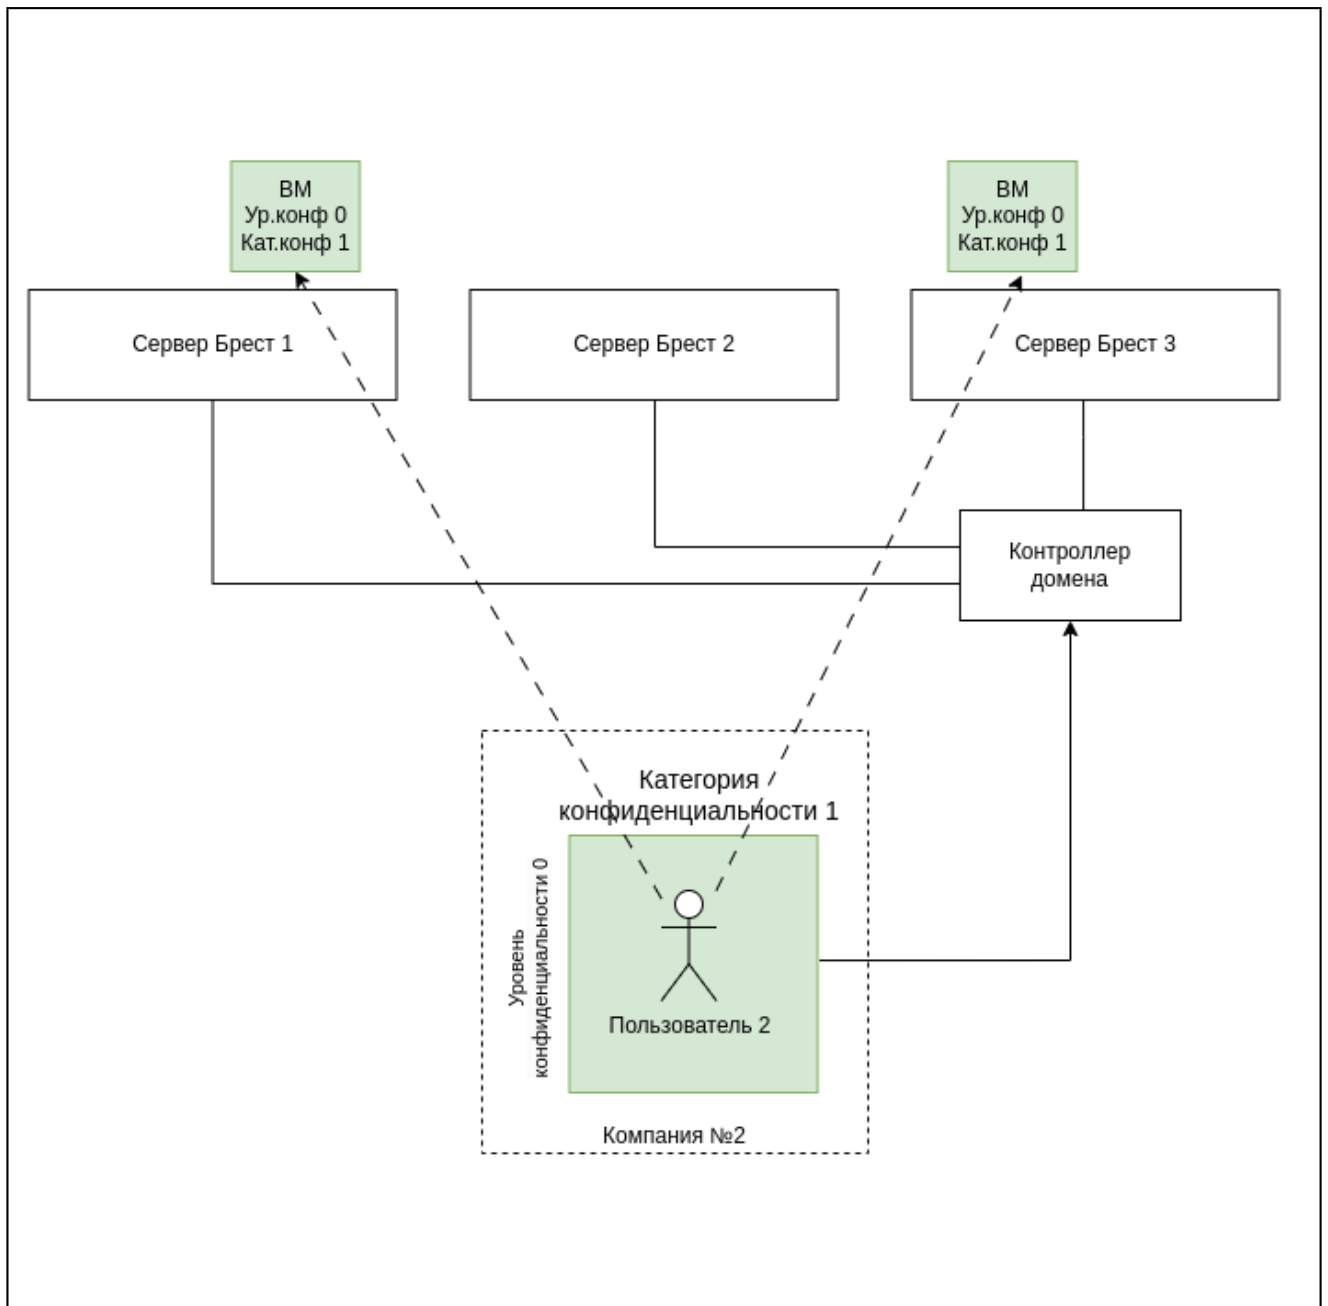 ВМ
Ур.конф 0
Кат.конф 1
ВМ
Ур.конф 0
Кат.конф 1
Сервер Брест 1
Сервер Брест 2
Сервер Брест 3
Контроллер
домена
Категория
конфиденциальности 1
Уровень
конфиденциальности 0
Пользователь 2
Компания №2